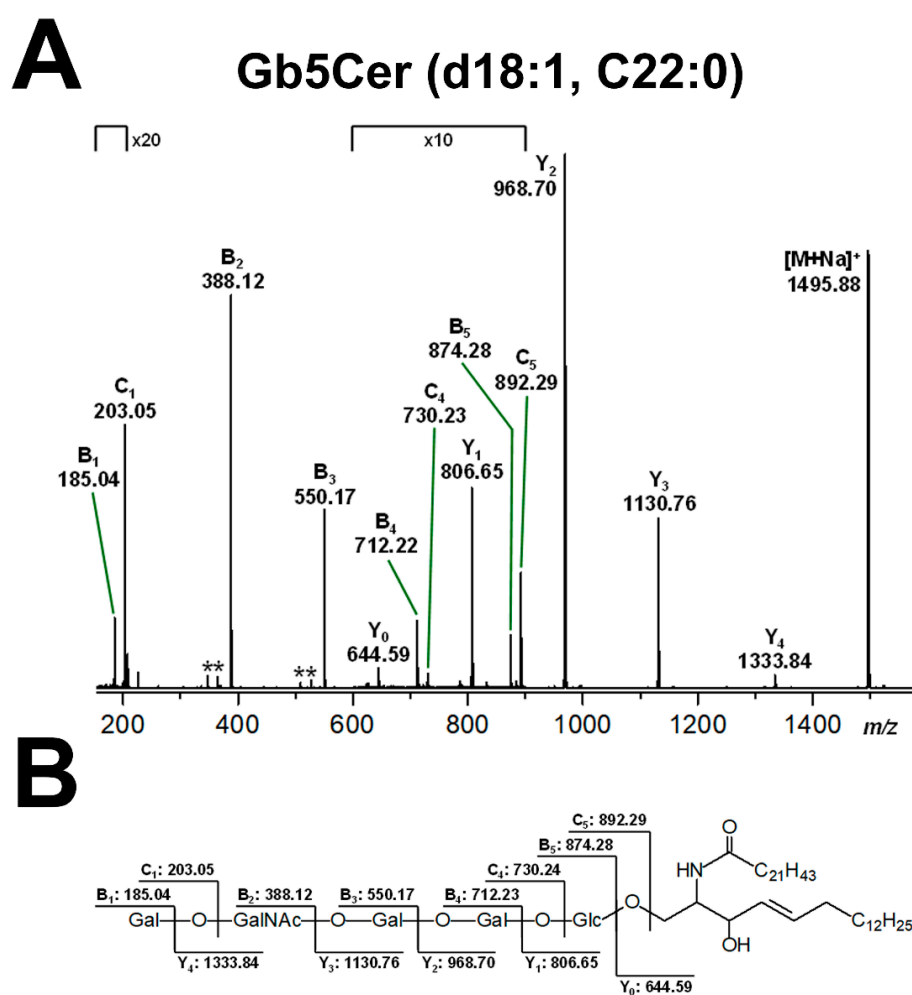 A
Gb5Cer (d18:1, C22:0)
x20
x10
Y2
968.70
[M+Na]+
1495.88
B2
388.12
B5
874.28
C5
892.29
C4
730.23
C1
203.05
B1
185.04
B3
550.17
Y1
806.65
Y3
1130.76
B4
712.22
Y0
644.59
Y4
1333.84
**
**
200 400 600 800 1000 1200 1400 m/z
B
C5: 892.29
B5: 874.28
C1: 203.05
C4: 730.24
B1: 185.04 B2: 388.12 B3: 550.17 B4: 712.23
O
HN
C21H43
Gal O GalNAc O Gal O Gal O Glc O
C12H25
OH
Y4: 1333.84 Y3: 1130.76 Y2: 968.70 Y1: 806.65
Y0: 644.59